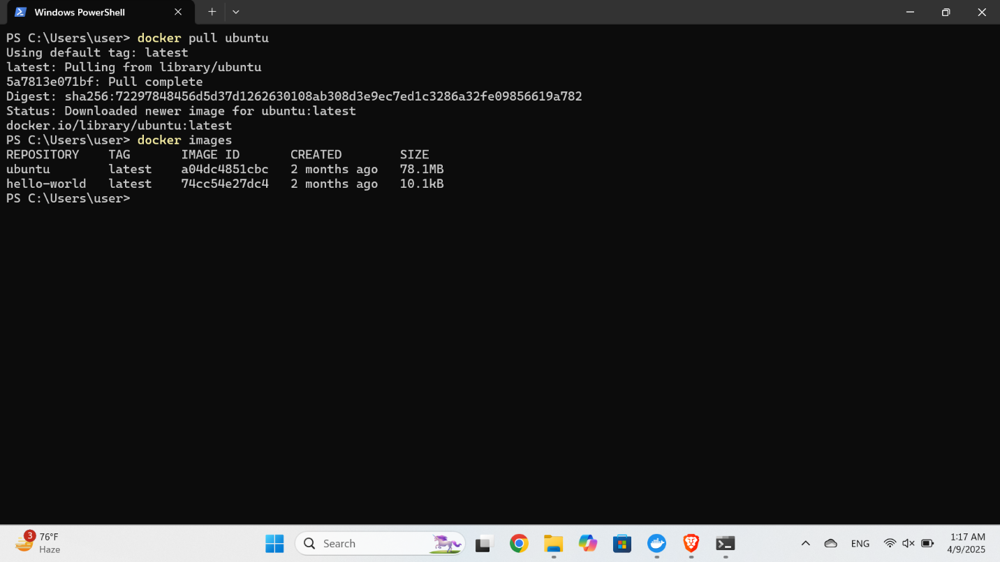 Windows PowerShell
PS C:\Users\user> docker pull ubuntu
Using default tag: latest
latest: Pulling from library/ubuntu
5a7813e071bf: Pull complete
Digest: sha256:72297848456d5d37d1262630108ab308d3e9ec7ed1c3286a32fe09856619a782
Status: Downloaded newer image for ubuntu:latest
docker.io/library/ubuntu:latest
PS C:\Users\user> docker images
REPOSITORY    TAG       IMAGE ID       CREATED        SIZE
ubuntu        latest    a04dc4851cbc   2 months ago   78.1MB
hello-world   latest    74cc54e27dc4   2 months ago   10.1kB
PS C:\Users\user>
3
76°F
Haze
Search
ENG
1:17 AM
4/9/2025